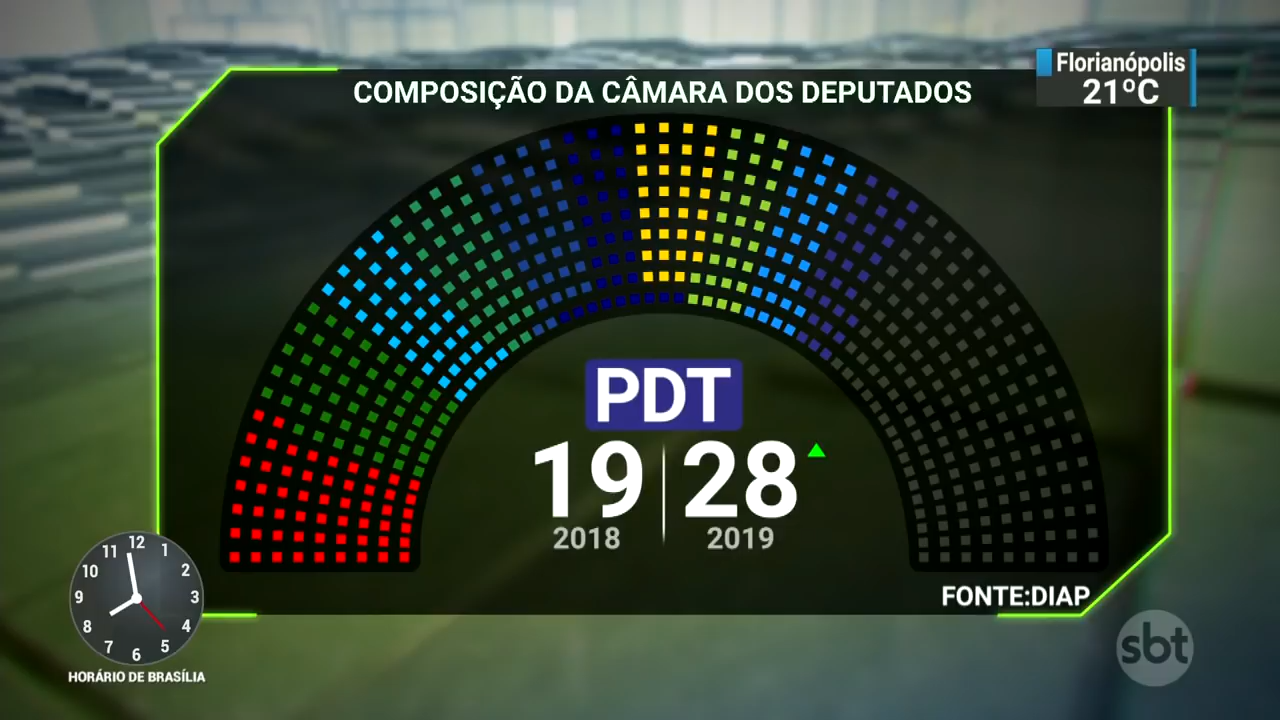 COMPOSIÇÃO DA CÂMARA DOS DEPUTADOS
Florianópolis
21ºC
PDT
19 28
2018 2019
FONTE:DIAP
12
11 1
10 2
9 3
8 4
7 5
6
HORÁRIO DE BRASÍLIA
sbt